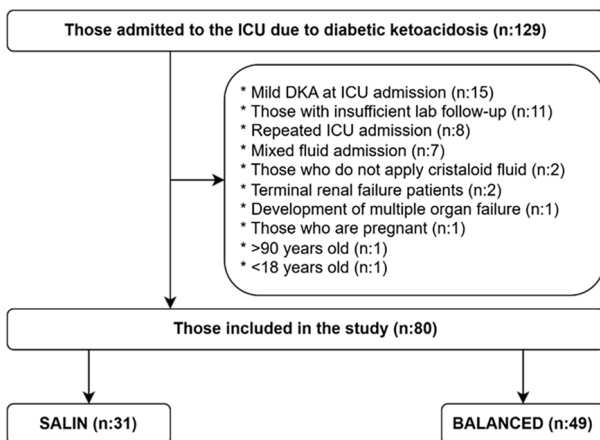 Those admitted to the ICU due to diabetic ketoacidosis (n:129)
* Mild DKA at ICU admission (n:15)
* Those with insufficient lab follow-up (n:11)
* Repeated ICU admission (n:8)
* Mixed fluid admission (n:7)
* Those who do not apply cristaloid fluid (n:2)
* Terminal renal failure patients (n:2)
* Development of multiple organ failure (n:1)
* Those who are pregnant (n:1)
* >90 years old (n:1)
* <18 years old (n:1)
Those included in the study (n:80)
SALIN (n:31)
BALANCED (n:49)